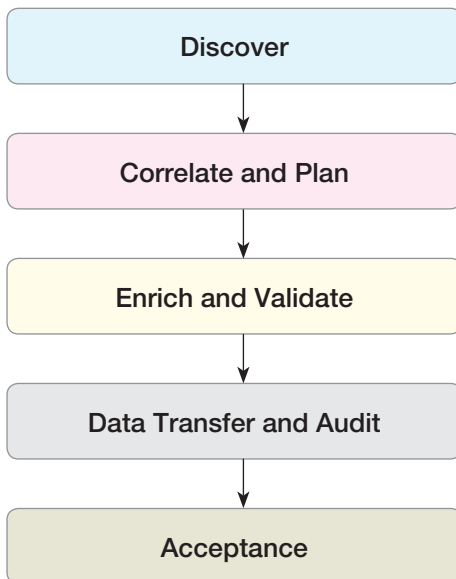 Discover
Correlate and Plan
Enrich and Validate
Data Transfer and Audit
Acceptance